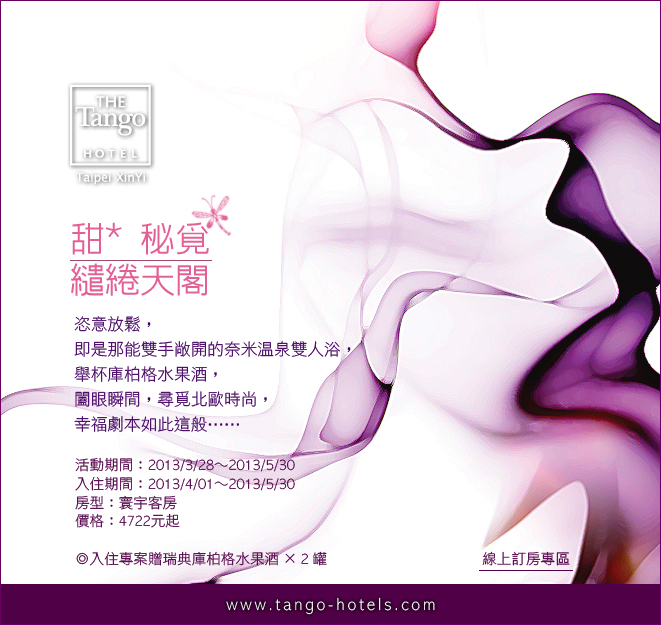 THE
Tango
HOTEL
Taipei XinYi
甜* 秘覓
繾綣天閣
恣意放鬆，
即是那能雙手敞開的奈米溫泉雙人浴，
舉杯庫柏格水果酒，
闔眼瞬間，尋覓北歐時尚，
幸福劇本如此這般……
活動期間：2013/3/28～2013/5/30
入住期間：2013/4/01～2013/5/30
房型：寰宇客房
價格：4722元起
◎入住專案贈瑞典庫柏格水果酒 × 2 罐
線上訂房專區
www.tango-hotels.com